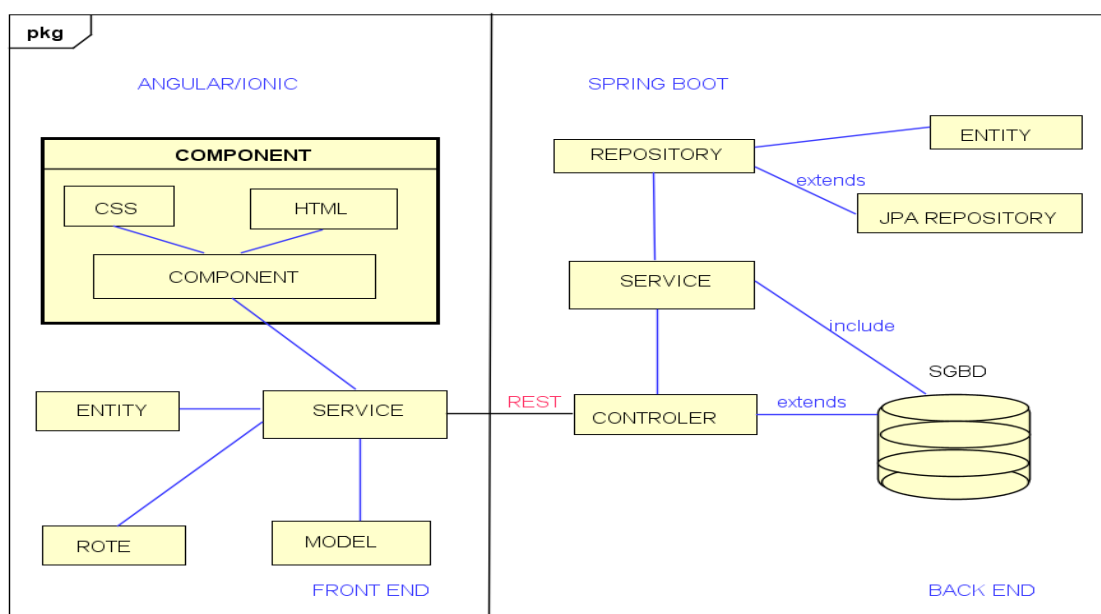 pkg
ANGULAR/IONIC
COMPONENT
CSS
HTML
COMPONENT
ENTITY
SERVICE
ROTE
MODEL
FRONT END
REST
SPRING BOOT
REPOSITORY
ENTITY
extends
JPA REPOSITORY
SERVICE
include
SGBD
CONTROLER
extends
BACK END